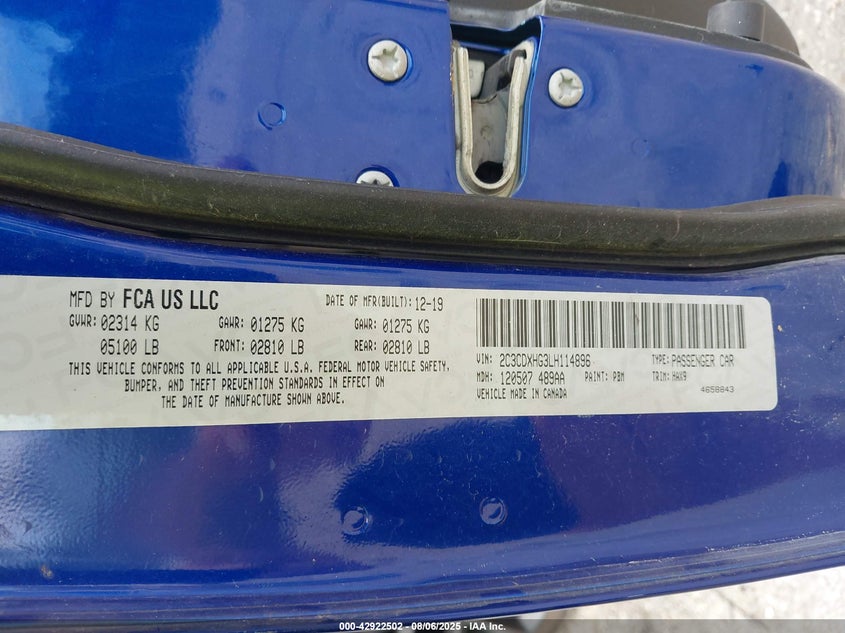 MFD BY FCA US LLC DATE OF MFR(BUILT): 12-19
GVWR: 02314 KG GAWR: 01275 KG GAWR: 01275 KG
05100 LB FRONT: 02810 LB REAR: 02810 LB
THIS VEHICLE CONFORMS TO ALL APPLICABLE U.S.A. FEDERAL MOTOR VEHICLE SAFETY,
BUMPER, AND THEFT PREVENTION STANDARDS IN EFFECT ON
THE DATE OF MANUFACTURE SHOWN ABOVE.
VIN: 2C3CDXHG3LH114896 TYPE: PASSENGER CAR
MDH: 120507 489AA PAINT: PBM TRIM: HAX9
VEHICLE MADE IN CANADA 4658843
000-42922502 - 08/06/2025 - IAA Inc.